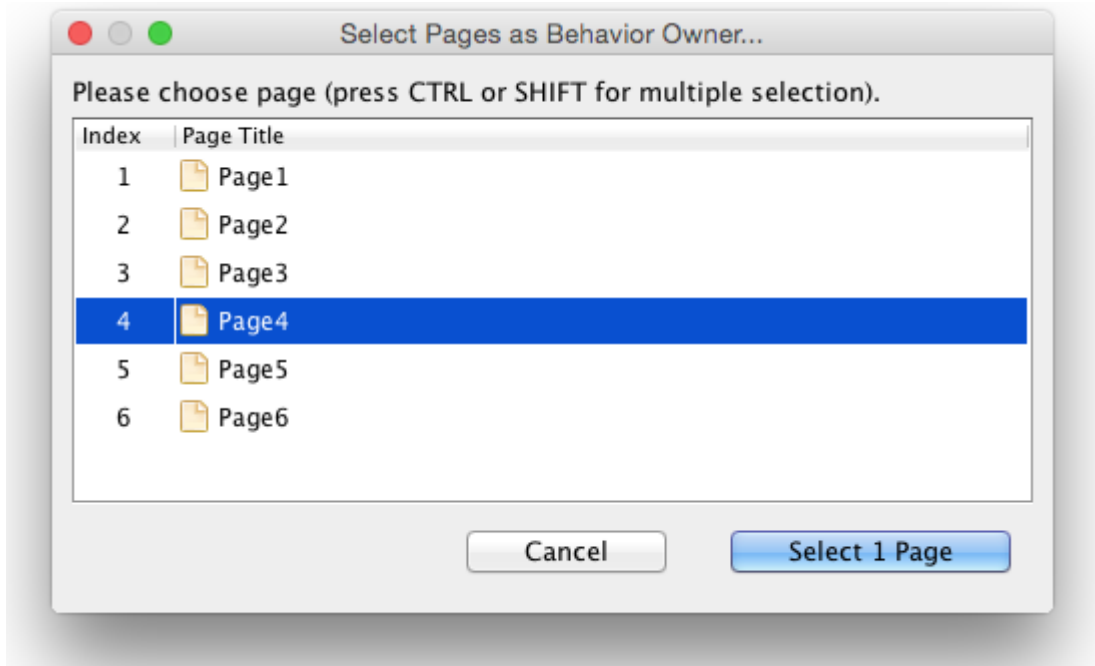 Select Pages as Behavior Owner...
Please choose page (press CTRL or SHIFT for multiple selection).
Index Page Title
1 Page1
2 Page2
3 Page3
4 Page4
5 Page5
6 Page6
Cancel Select 1 Page